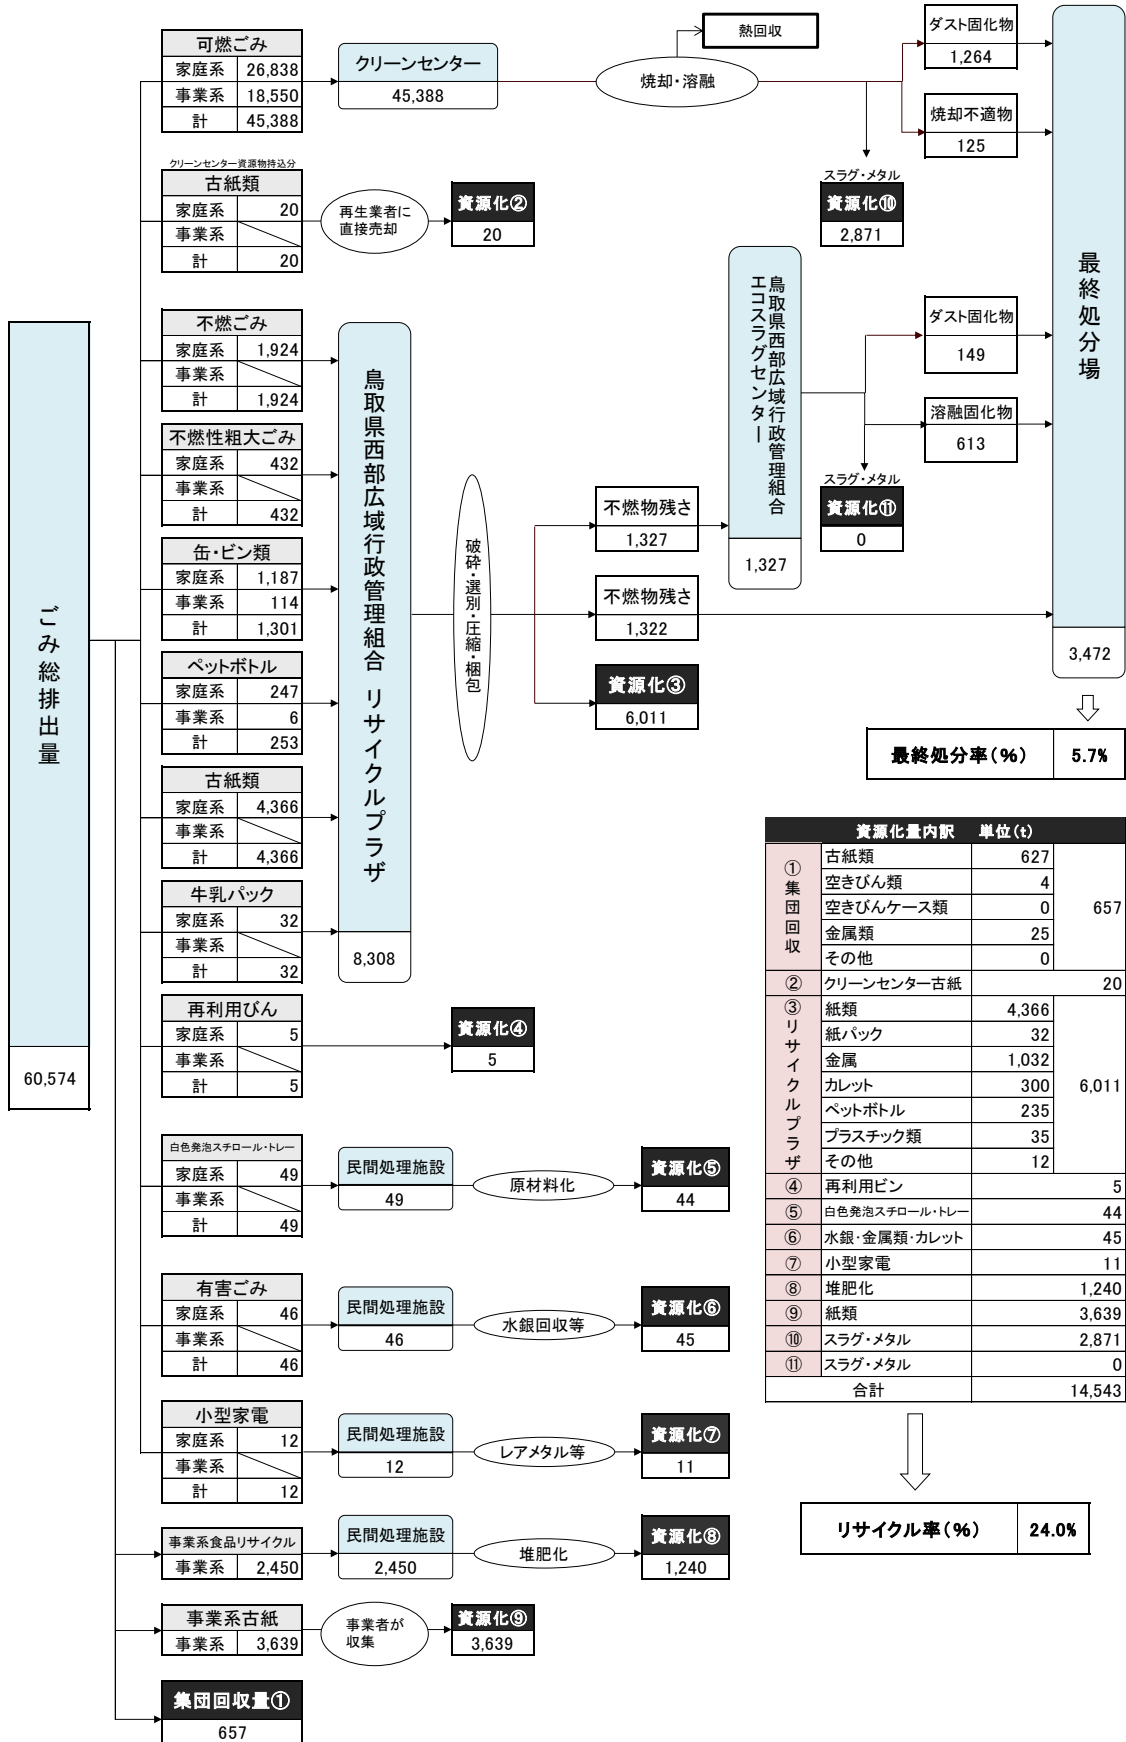 ごみ総排出量
60,574
可燃ごみ
家庭系 26,838
事業系 18,550
計 45,388
クリーンセンター
45,388
焼却・溶融
熱回収
ダスト固化物
1,264
焼却不適物
125
スラグ・メタル
資源化⑩
2,871
クリーンセンター資源物持込分
古紙類
家庭系 20
事業系
計 20
再生業者に
直接売却
資源化②
20
不燃ごみ
家庭系 1,924
事業系
計 1,924
不燃性粗大ごみ
家庭系 432
事業系
計 432
缶・ビン類
家庭系 1,187
事業系 114
計 1,301
ペットボトル
家庭系 247
事業系 6
計 253
古紙類
家庭系 4,366
事業系
計 4,366
牛乳パック
家庭系 32
事業系
計 32
鳥取県西部広域行政管理組合 リサイクルプラザ
8,308
破砕・選別・圧縮・梱包
不燃物残さ
1,327
不燃物残さ
1,322
資源化③
6,011
鳥取県西部広域行政管理組合
エコスラグセンター
1,327
ダスト固化物
149
溶融固化物
613
スラグ・メタル
資源化⑪
0
最終処分場
3,472
最終処分率(%) 5.7%
再利用びん
家庭系 5
事業系
計 5
資源化④
5
白色発泡スチロール・トレー
家庭系 49
事業系
計 49
民間処理施設
49
原材料化
資源化⑤
44
有害ごみ
家庭系 46
事業系
計 46
民間処理施設
46
水銀回収等
資源化⑥
45
小型家電
家庭系 12
事業系
計 12
民間処理施設
12
レアメタル等
資源化⑦
11
事業系食品リサイクル
事業系 2,450
民間処理施設
2,450
堆肥化
資源化⑧
1,240
事業系古紙
事業系 3,639
事業者が
収集
資源化⑨
3,639
集団回収量①
657
資源化量内訳 単位(t)
①集団回収
古紙類 627
空きびん類 4
空きびんケース類 0
金属類 25
その他 0
657
② クリーンセンター古紙 20
③リサイクルプラザ
紙類 4,366
紙パック 32
金属 1,032
カレット 300
ペットボトル 235
プラスチック類 35
その他 12
6,011
④ 再利用ビン 5
⑤ 白色発泡スチロール・トレー 44
⑥ 水銀・金属類・カレット 45
⑦ 小型家電 11
⑧ 堆肥化 1,240
⑨ 紙類 3,639
⑩ スラグ・メタル 2,871
⑪ スラグ・メタル 0
合計 14,543
リサイクル率(%) 24.0%